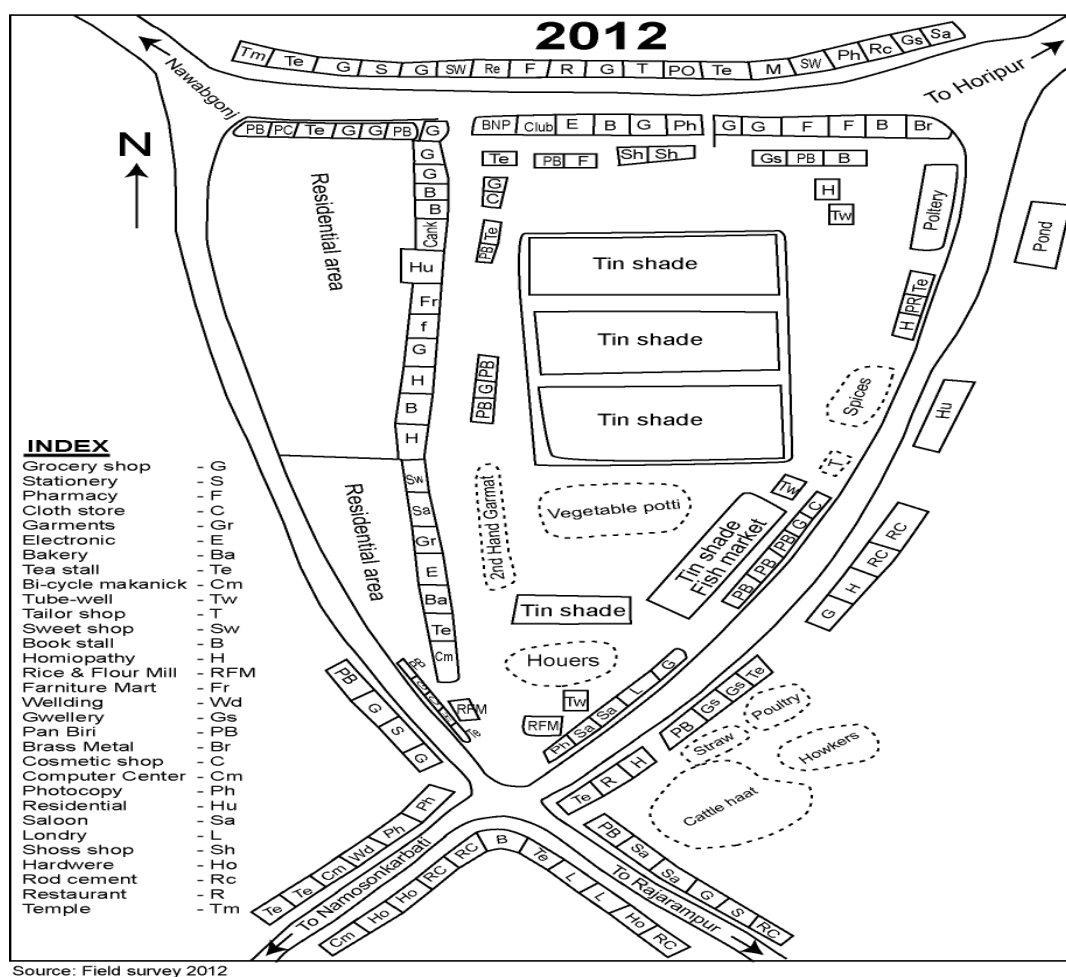 2012
Tm Te G S G SW Re F R G T PO Te M SW Ph Rc Gs Sa
Nawabgonj
To Horipur
N
PB PC Te G G PB G
BNP Club E B G Ph
G G F F B Br
Te
PB F
Sh Sh
Gs PB B
G
G
B
B
Cank
Hu
Fr
f
G
H
B
H
Residential area
G
C
PB Te
H
Tw
Poltery
Pond
Tin shade
Tin shade
Tin shade
H PR Te
PB G PB
Spices
Hu
T
Sw
Sa
Gr
E
Ba
Te
Cm
Residential area
2nd Hand Garmat
Vegetable potti
Tw
Tin shade
Fish market
PB PB PB G C
G H RC RC
Tin shade
Houers
RFM
RFM
Tw
Ph Sa Sa L G
PB G S G
PB Gs Gs Te
Poultry
Straw
Howkers
Cattle haat
Te R H
Te Te Cm Wd Ph Ph
To Namosonkarbati
Cm Ho Ho RC RC B Te L L Ho RC
To Rajarampur
PB Sa Sa G S RC
INDEX
Grocery shop - G
Stationery - S
Pharmacy - F
Cloth store - C
Garments - Gr
Electronic - E
Bakery - Ba
Tea stall - Te
Bi-cycle makanick - Cm
Tube-well - Tw
Tailor shop - T
Sweet shop - Sw
Book stall - B
Homiopathy - H
Rice & Flour Mill - RFM
Farniture Mart - Fr
Wellding - Wd
Gwellery - Gs
Pan Biri - PB
Brass Metal - Br
Cosmetic shop - C
Computer Center - Cm
Photocopy - Ph
Residential - Hu
Saloon - Sa
Londry - L
Shoss shop - Sh
Hardwere - Ho
Rod cement - Rc
Restaurant - R
Temple - Tm
Source: Field survey 2012